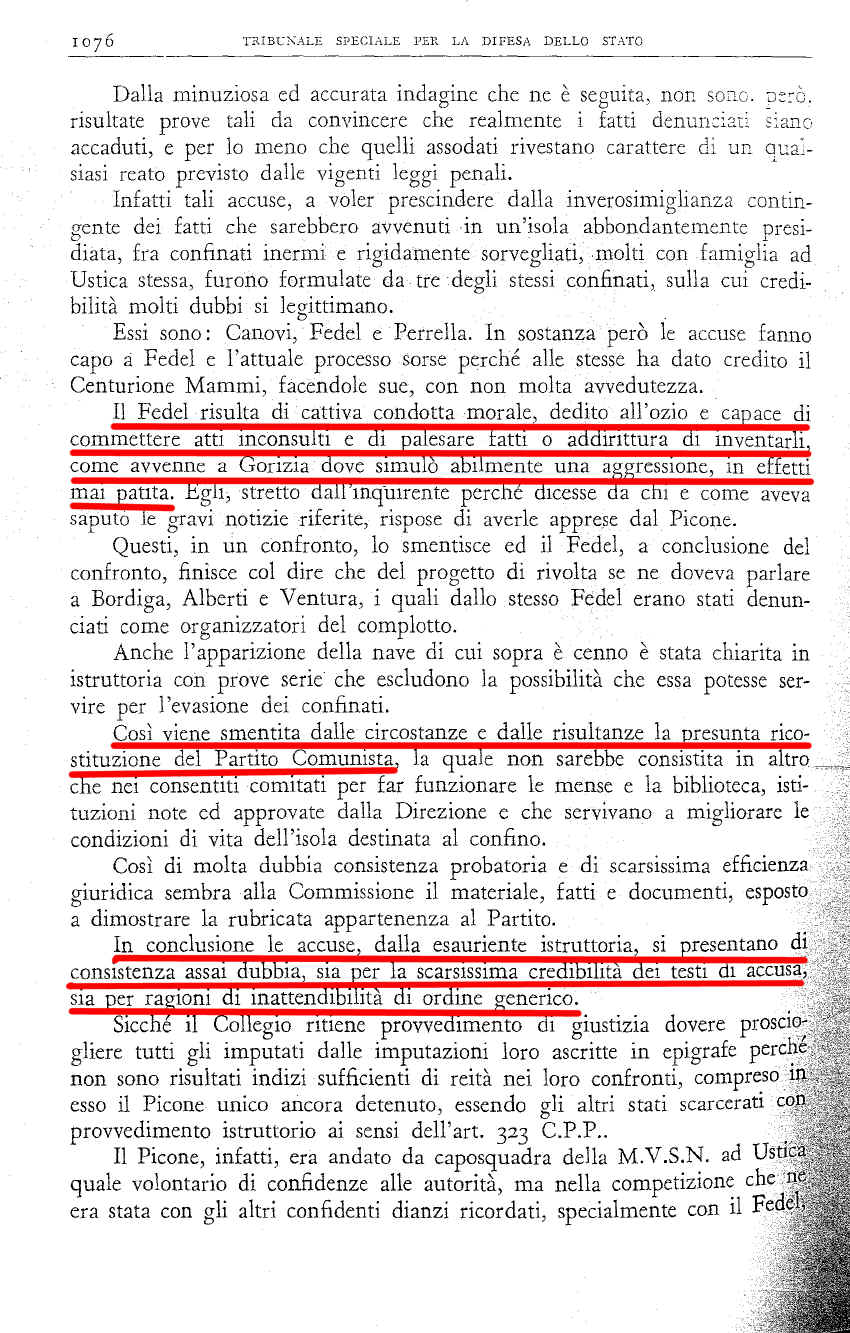 1076 TRIBUNALE SPECIALE PER LA DIFESA DELLO STATO
Dalla minuziosa ed accurata indagine che ne è seguita, non sono, però,
risultate prove tali da convincere che realmente i fatti denunciati siano
accaduti, e per lo meno che quelli assodati rivestano carattere di un qual-
siasi reato previsto dalle vigenti leggi penali.
Infatti tali accuse, a voler prescindere dalla inverosimiglianza contin-
gente dei fatti che sarebbero avvenuti in un'isola abbondantemente presi-
diata, fra confinati inermi e rigidamente sorvegliati, molti con famiglia ad
Ustica stessa, furono formulate da tre degli stessi confinati, sulla cui credi-
bilità molti dubbi si legittimano.
Essi sono: Canovi, Fedel e Perrella. In sostanza però le accuse fanno
capo a Fedel e l'attuale processo sorse perché alle stesse ha dato credito il
Centurione Mammi, facendole sue, con non molta avvedutezza.
Il Fedel risulta di cattiva condotta morale, dedito all'ozio e capace di
commettere atti inconsulti e di palesare fatti o addirittura di inventarli,
come avvenne a Gorizia dove simulò abilmente una aggressione, in effetti
mai patita. Egli, stretto dall'inquirente perché dicesse da chi e come aveva
saputo le gravi notizie riferite, rispose di averle apprese dal Picone.
Questi, in un confronto, lo smentisce ed il Fedel, a conclusione del
confronto, finisce col dire che del progetto di rivolta se ne doveva parlare
a Bordiga, Alberti e Ventura, i quali dallo stesso Fedel erano stati denun-
ciati come organizzatori del complotto.
Anche l'apparizione della nave di cui sopra è cenno è stata chiarita in
istruttoria con prove serie che escludono la possibilità che essa potesse ser-
vire per l'evasione dei confinati.
Così viene smentita dalle circostanze e dalle risultanze la presunta rico-
stituzione del Partito Comunista, la quale non sarebbe consistita in altro
che nei consentiti comitati per far funzionare le mense e la biblioteca, isti-
tuzioni note ed approvate dalla Direzione e che servivano a migliorare le
condizioni di vita dell'isola destinata al confino.
Così di molta dubbia consistenza probatoria e di scarsissima efficienza
giuridica sembra alla Commissione il materiale, fatti e documenti, esposto
a dimostrare la rubricata appartenenza al Partito.
In conclusione le accuse, dalla esauriente istruttoria, si presentano di
consistenza assai dubbia, sia per la scarsissima credibilità dei testi di accusa,
sia per ragioni di inattendibilità di ordine generico.
Sicché il Collegio ritiene provvedimento di giustizia dovere proscio-
gliere tutti gli imputati dalle imputazioni loro ascritte in epigrafe perché
non sono risultati indizi sufficienti di reità nei loro confronti, compreso in
esso il Picone unico ancora detenuto, essendo gli altri stati scarcerati con
provvedimento istruttorio ai sensi dell'art. 323 C.P.P..
Il Picone, infatti, era andato da caposquadra della M.V.S.N. ad Ustica
quale volontario di confidenze alle autorità, ma nella competizione che ne
era stata con gli altri confidenti dianzi ricordati, specialmente con il Fedel,